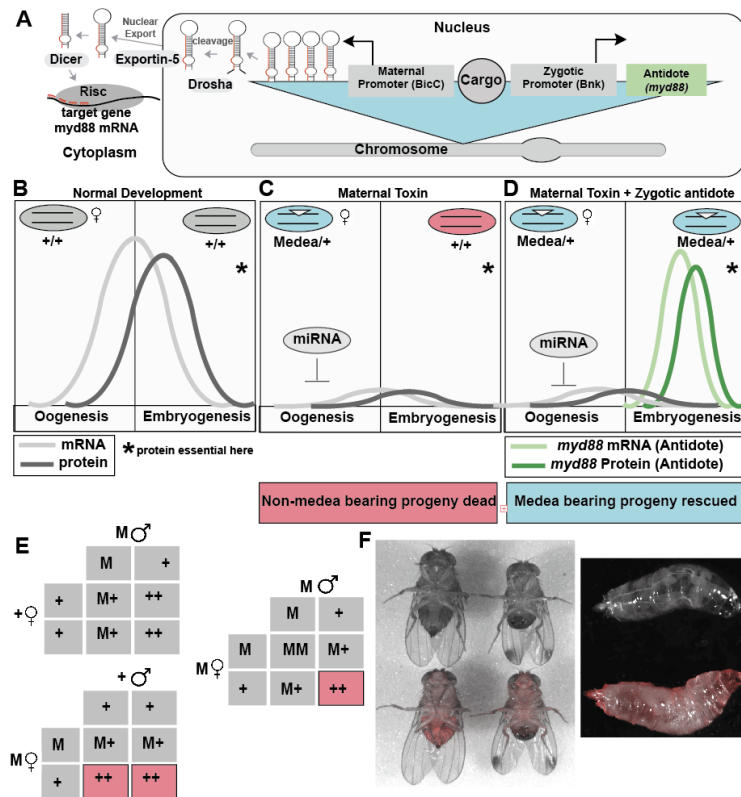 A
Nucleus
Nuclear
Export
cleavage
Dicer
Exportin-5
Drosha
Risc
target gene
myd88 mRNA
Cytoplasm
Maternal
Promoter (BicC)
Cargo
Zygotic
Promoter (Bnk)
Antidote
(myd88)
Chromosome
B
Normal Development
♀
+/+
+/+
*
Oogenesis
Embryogenesis
mRNA
protein
* protein essential here
C
Maternal Toxin
♀
Medea/+
+/+
*
miRNA
Oogenesis
Embryogenesis
D
Maternal Toxin + Zygotic antidote
♀
Medea/+
Medea/+
*
miRNA
Oogenesis
Embryogenesis
myd88 mRNA (Antidote)
myd88 Protein (Antidote)
Non-medea bearing progeny dead
+
Medea bearing progeny rescued
E
M ♂
M +
+♀ + M+ ++
+ M+ ++
+ ♂
+ +
M♀ M M+ M+
+ ++ ++
M ♂
M +
M♀ M MM M+
+ M+ ++
F